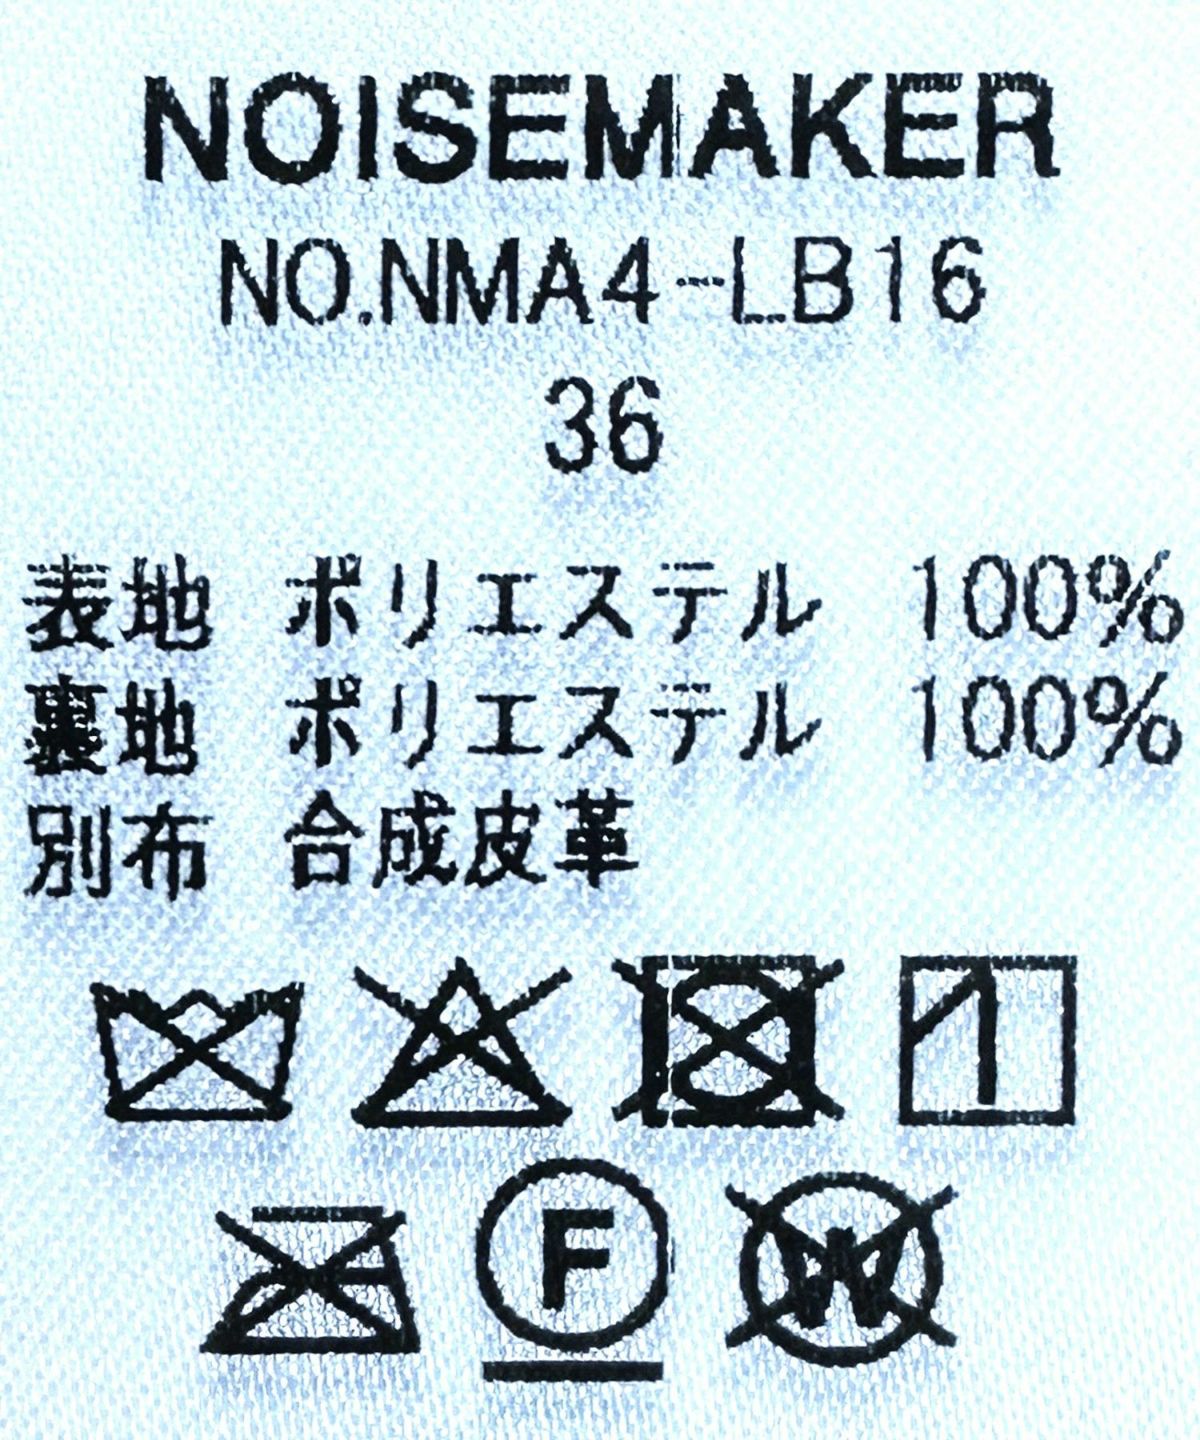 NOISEMAKER
NO.NMA4-LB16
36
表地 ポリエステル 100%
裏地 ポリエステル 100%
別布 合成皮革
F
W